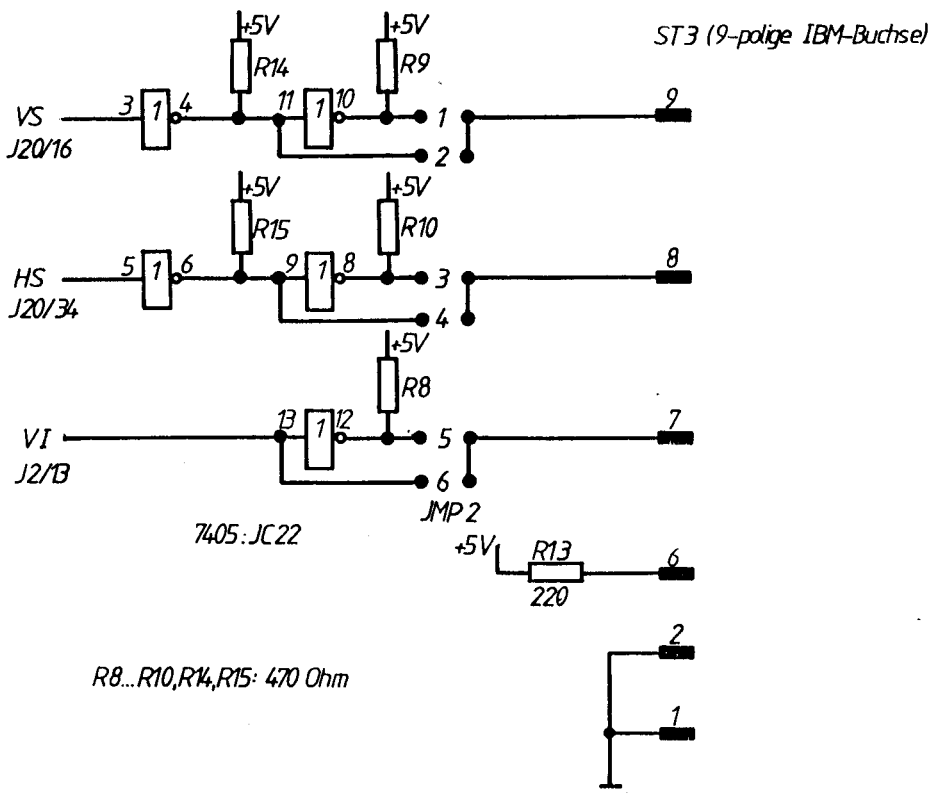 +5V +5V
ST3 (9-polige IBM-Buchse)
R14 R9
VS 3 1 4 11 1 10 1 9
J20/16 2
+5V +5V
R15 R10
HS 5 1 6 9 1 8 3 8
J20/34 4
+5V
R8
VI 13 1 12 5 7
J2/13 6
JMP2
7405:JC22
+5V R13 6
220
2
R8...R10,R14,R15: 470 Ohm
1